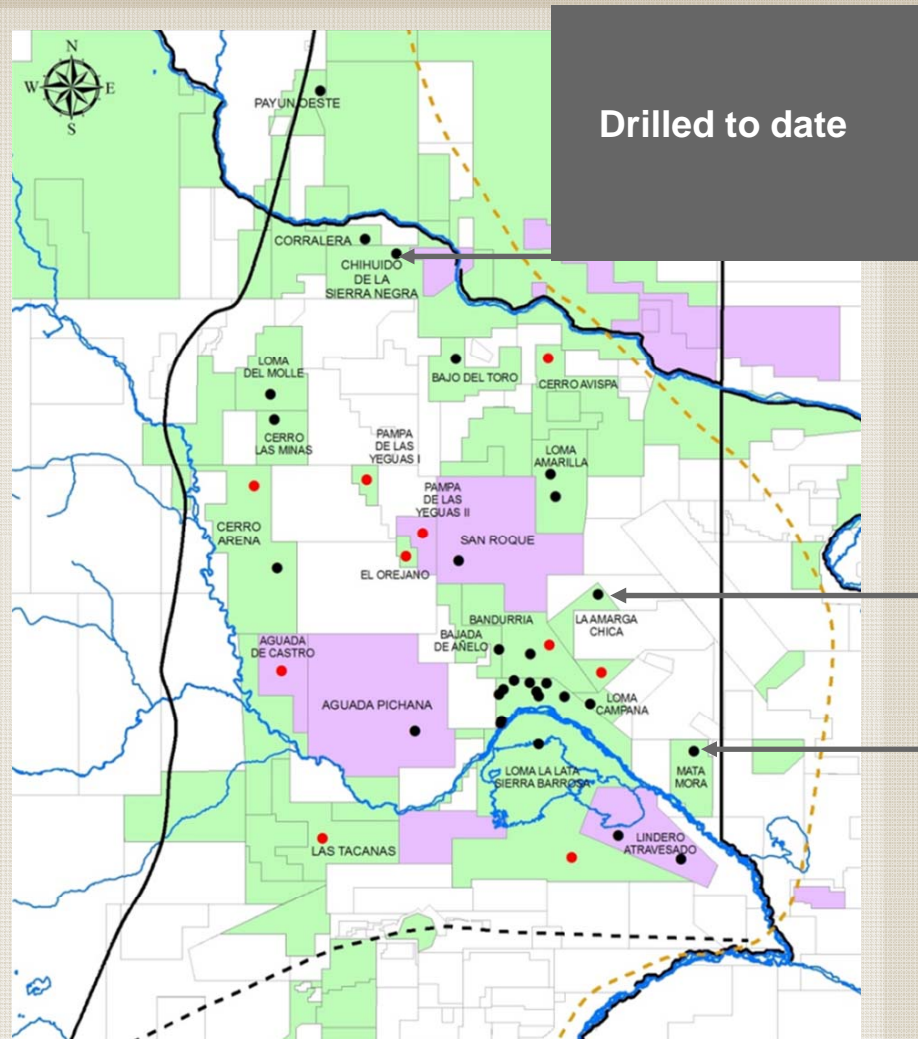 Drilled to date
N
W
E
S
PAYUN OESTE
CORRALERA
CHIHUIDO
DE LA
SIERRA NEGRA
LOMA
DEL MOLLE
BAJO DEL TORO
CERRO AVISPA
CERRO
LAS MINAS
PAMPA
DE LAS
YEGUAS I
LOMA
AMARILLA
PAMPA
DE LAS
YEGUAS II
CERRO
ARENA
SAN ROQUE
EL OREJANO
BANDURRIA
LA AMARGA
CHICA
BAJADA
DE AÑELO
AGUADA
DE CASTRO
AGUADA PICHANA
LOMA
CAMPANA
LOMA LA LATA
SIERRA BARROSA
MATA
MORA
LINDERO
ATRAVESADO
LAS TACANAS